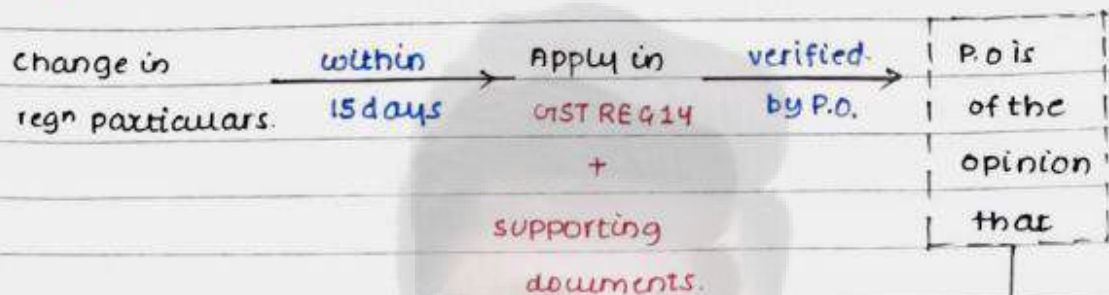 Change in
regn particulars.
within
15 days
Apply in
GST REG 14
+
supporting
documents.
verified.
by P.O.
P.O is
of the
opinion
that